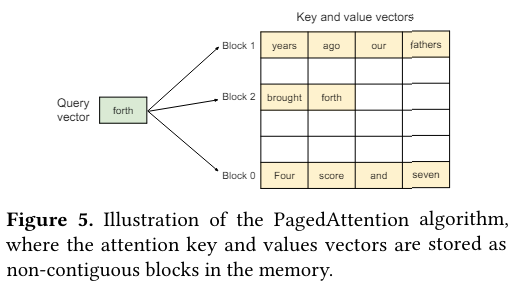 Key and value vectors
Block 1 years ago our fathers
Query vector forth
Block 2 brought forth
Block 0 Four score and seven
Figure 5. Illustration of the PagedAttention algorithm,
where the attention key and values vectors are stored as
non-contiguous blocks in the memory.